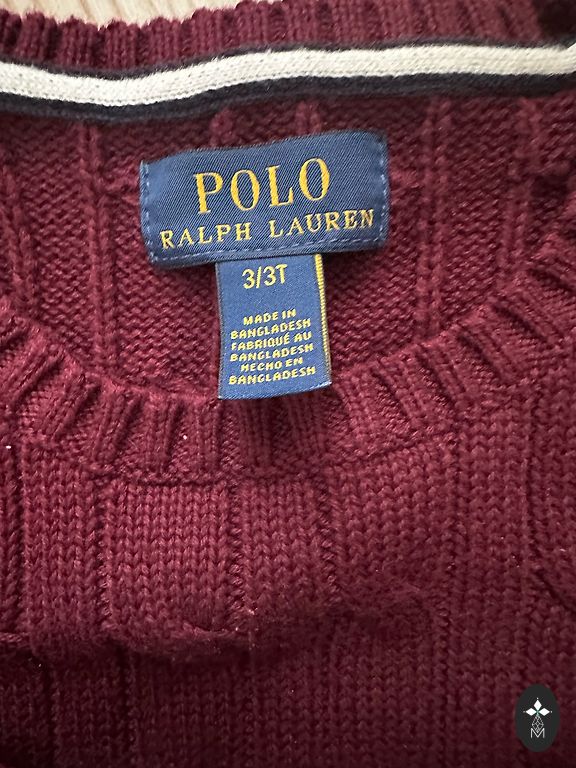 POLO
RALPH LAUREN
3/3T
MADE IN
BANGLADESH
FABRIQUÉ AU
BANGLADESH
HECHO EN
BANGLADESH
M